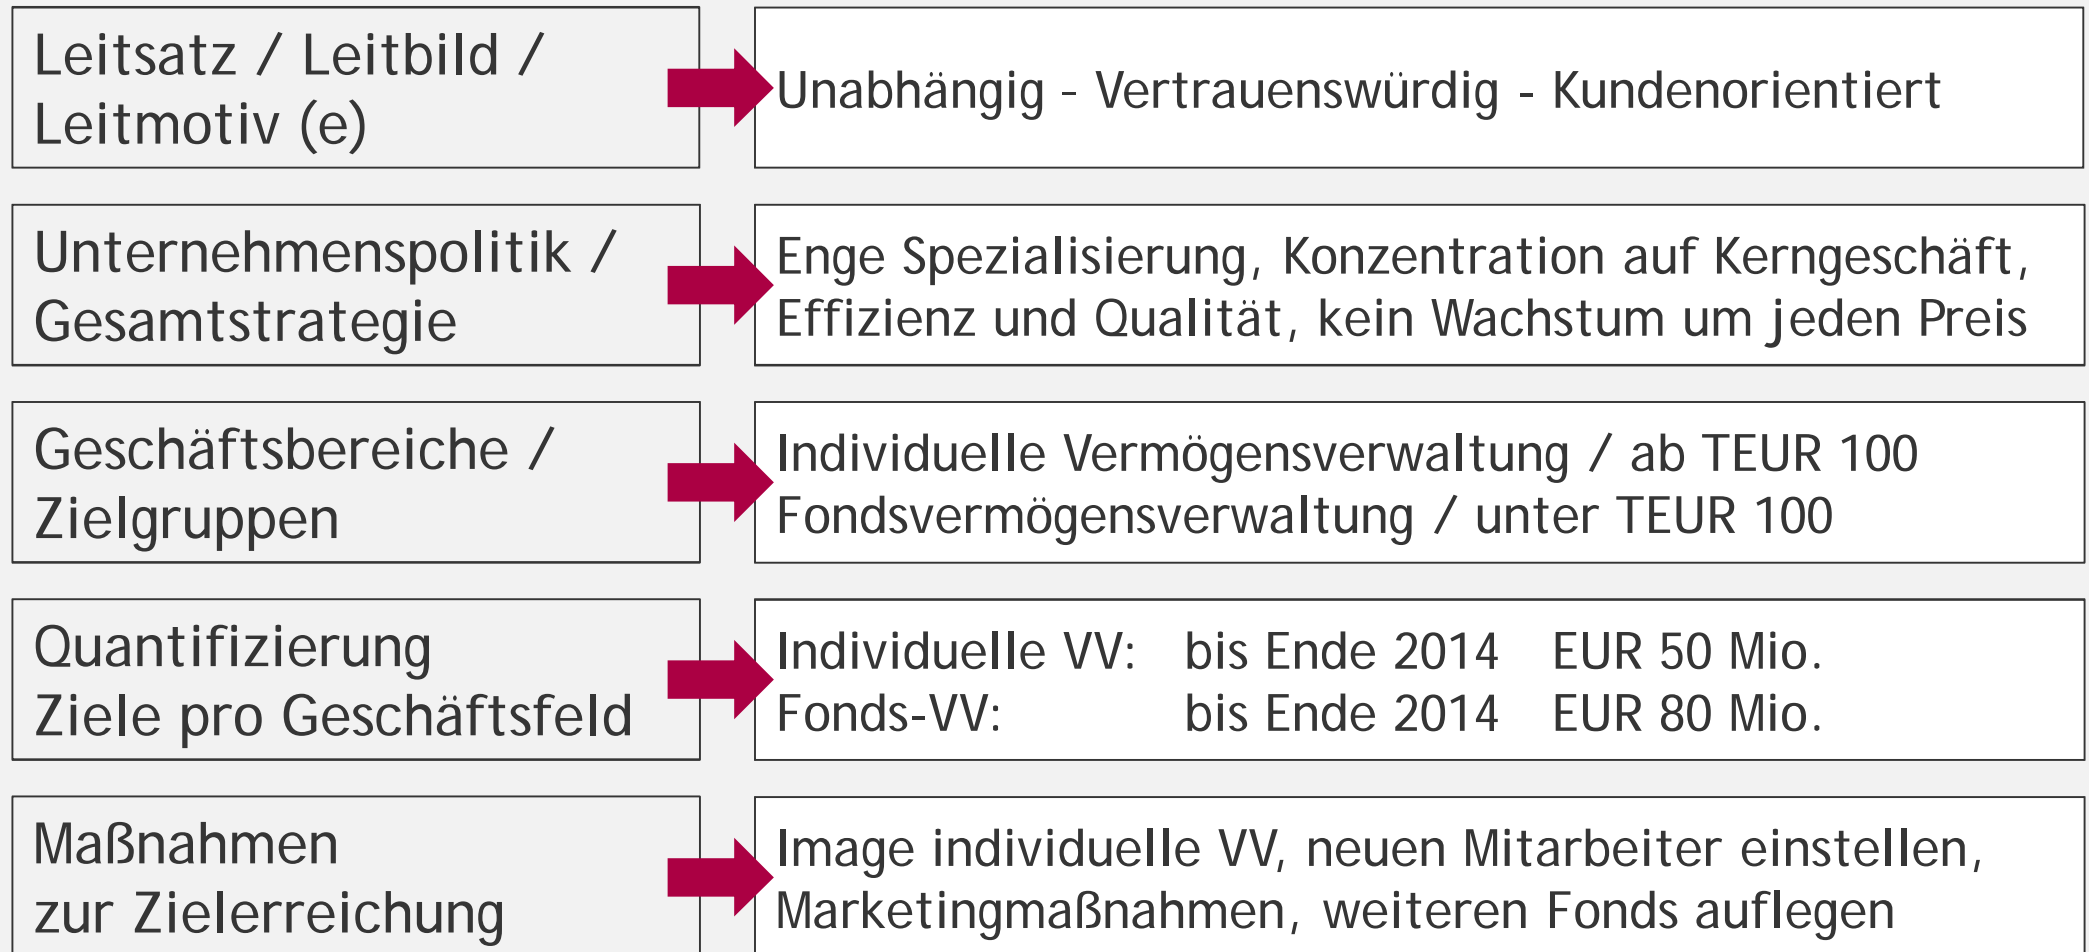 Leitsatz / Leitbild /
Leitmotiv (e)
Unabhängig - Vertrauenswürdig - Kundenorientiert
Unternehmenspolitik /
Gesamtstrategie
Enge Spezialisierung, Konzentration auf Kerngeschäft,
Effizienz und Qualität, kein Wachstum um jeden Preis
Geschäftsbereiche /
Zielgruppen
Individuelle Vermögensverwaltung / ab TEUR 100
Fondsvermögensverwaltung / unter TEUR 100
Quantifizierung
Ziele pro Geschäftsfeld
Individuelle VV: bis Ende 2014 EUR 50 Mio.
Fonds-VV: bis Ende 2014 EUR 80 Mio.
Maßnahmen
zur Zielerreichung
Image individuelle VV, neuen Mitarbeiter einstellen,
Marketingmaßnahmen, weiteren Fonds auflegen